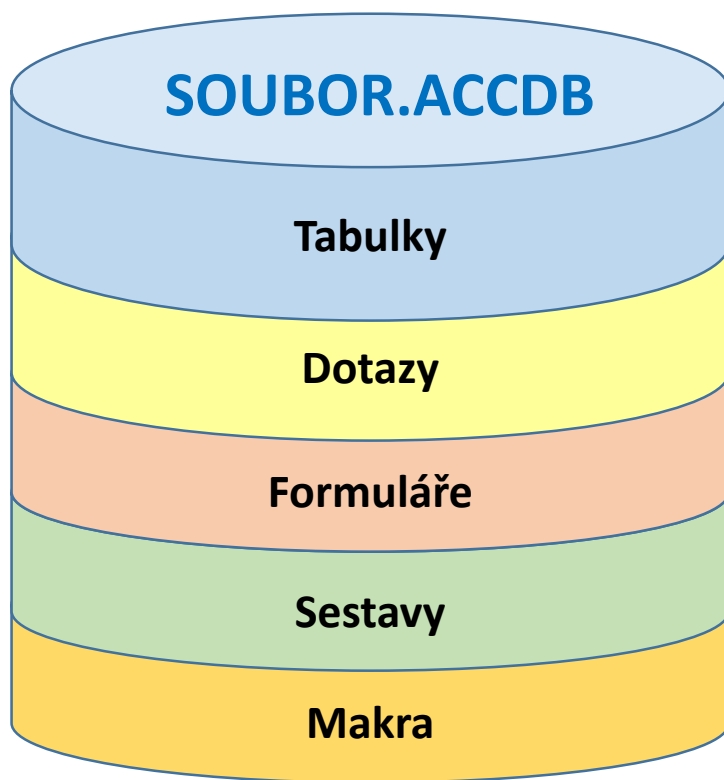 SOUBOR.ACCDB
Tabulky
Dotazy
Formuláře
Sestavy
Makra